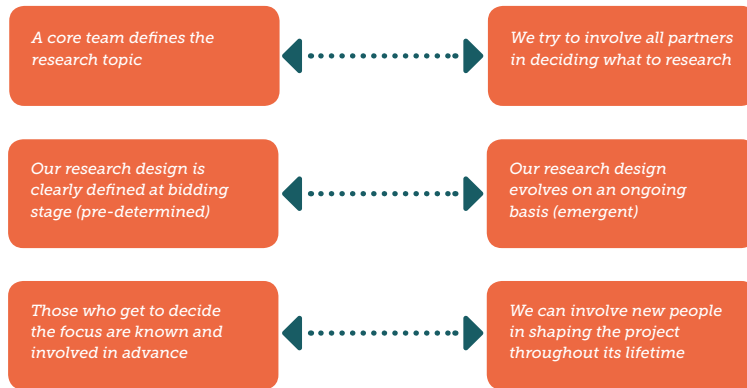 A core team defines the
research topic
We try to involve all partners
in deciding what to research
Our research design is
clearly defined at bidding
stage (pre-determined)
Our research design
evolves on an ongoing
basis (emergent)
Those who get to decide
the focus are known and
involved in advance
We can involve new people
in shaping the project
throughout its lifetime